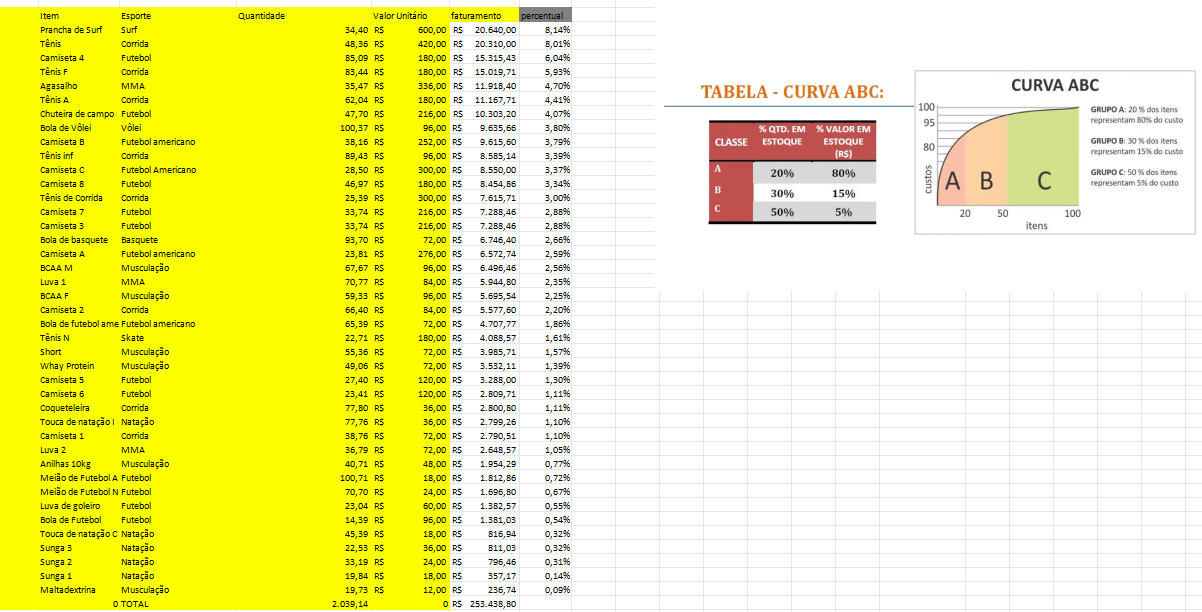 Item Esporte Quantidade Valor Unitário faturamento percentual
Prancha de Surf Surf 34,40 R$ 600,00 R$ 20.640,00 8,14%
Tênis Corrida 48,36 R$ 420,00 R$ 20.310,00 8,01%
Camiseta 4 Futebol 85,09 R$ 180,00 R$ 15.315,43 6,04%
Tênis F Corrida 83,44 R$ 180,00 R$ 15.019,71 5,93%
Agasalho MMA 35,47 R$ 336,00 R$ 11.918,40 4,70%
Tênis A Corrida 62,04 R$ 180,00 R$ 11.167,71 4,41%
Chuteira de campo Futebol 47,70 R$ 216,00 R$ 10.303,20 4,07%
Bola de Vôlei Vôlei 100,37 R$ 96,00 R$ 9.635,66 3,80%
Camiseta B Futebol americano 38,16 R$ 252,00 R$ 9.615,60 3,79%
Tênis inf Corrida 89,43 R$ 96,00 R$ 8.585,14 3,39%
Camiseta C Futebol Americano 28,50 R$ 300,00 R$ 8.550,00 3,37%
Camiseta 8 Futebol 46,97 R$ 180,00 R$ 8.454,86 3,34%
Tênis de Corrida Corrida 25,39 R$ 300,00 R$ 7.615,71 3,00%
Camiseta 7 Futebol 33,74 R$ 216,00 R$ 7.288,46 2,88%
Camiseta 3 Futebol 33,74 R$ 216,00 R$ 7.288,46 2,88%
Bola de basquete Basquete 93,70 R$ 72,00 R$ 6.746,40 2,66%
Camiseta A Futebol americano 23,81 R$ 276,00 R$ 6.572,74 2,59%
BCAA M Musculação 67,67 R$ 96,00 R$ 6.496,46 2,56%
Luva 1 MMA 70,77 R$ 84,00 R$ 5.944,80 2,35%
BCAA F Musculação 59,33 R$ 96,00 R$ 5.695,54 2,25%
Camiseta 2 Corrida 66,40 R$ 84,00 R$ 5.577,60 2,20%
Bola de futebol ame Futebol americano 65,39 R$ 72,00 R$ 4.707,77 1,86%
Tênis N Skate 22,71 R$ 180,00 R$ 4.088,57 1,61%
Short Musculação 55,36 R$ 72,00 R$ 3.985,71 1,57%
Whay Protein Musculação 49,06 R$ 72,00 R$ 3.532,11 1,39%
Camiseta 5 Futebol 27,40 R$ 120,00 R$ 3.288,00 1,30%
Camiseta 6 Futebol 23,41 R$ 120,00 R$ 2.809,71 1,11%
Coqueteleira Corrida 77,80 R$ 36,00 R$ 2.800,80 1,11%
Touca de natação I Natação 77,76 R$ 36,00 R$ 2.799,26 1,10%
Camiseta 1 Corrida 38,76 R$ 72,00 R$ 2.790,51 1,10%
Luva 2 MMA 36,79 R$ 72,00 R$ 2.648,57 1,05%
Anilhas 10kg Musculação 40,71 R$ 48,00 R$ 1.954,29 0,77%
Meião de Futebol A Futebol 100,71 R$ 18,00 R$ 1.812,86 0,72%
Meião de Futebol N Futebol 70,70 R$ 24,00 R$ 1.696,80 0,67%
Luva de goleiro Futebol 23,04 R$ 60,00 R$ 1.382,57 0,55%
Bola de Futebol Futebol 14,39 R$ 96,00 R$ 1.381,03 0,54%
Touca de natação C Natação 45,39 R$ 18,00 R$ 816,94 0,32%
Sunga 3 Natação 22,53 R$ 36,00 R$ 811,03 0,32%
Sunga 2 Natação 33,19 R$ 24,00 R$ 796,46 0,31%
Sunga 1 Natação 19,84 R$ 18,00 R$ 357,17 0,14%
Maltadextrina Musculação 19,73 R$ 12,00 R$ 236,74 0,09%
0 TOTAL 2.039,14 0 R$ 253.438,80
TABELA - CURVA ABC:
CLASSE % QTD. EM ESTOQUE % VALOR EM ESTOQUE (R$)
A 20% 80%
B 30% 15%
C 50% 5%
CURVA ABC
100
95
80
custos
A B C
20 50 100
itens
GRUPO A: 20 % dos itens
representam 80% do custo
GRUPO B: 30 % dos itens
representam 15% do custo
GRUPO C: 50 % dos itens
representam 5% do custo